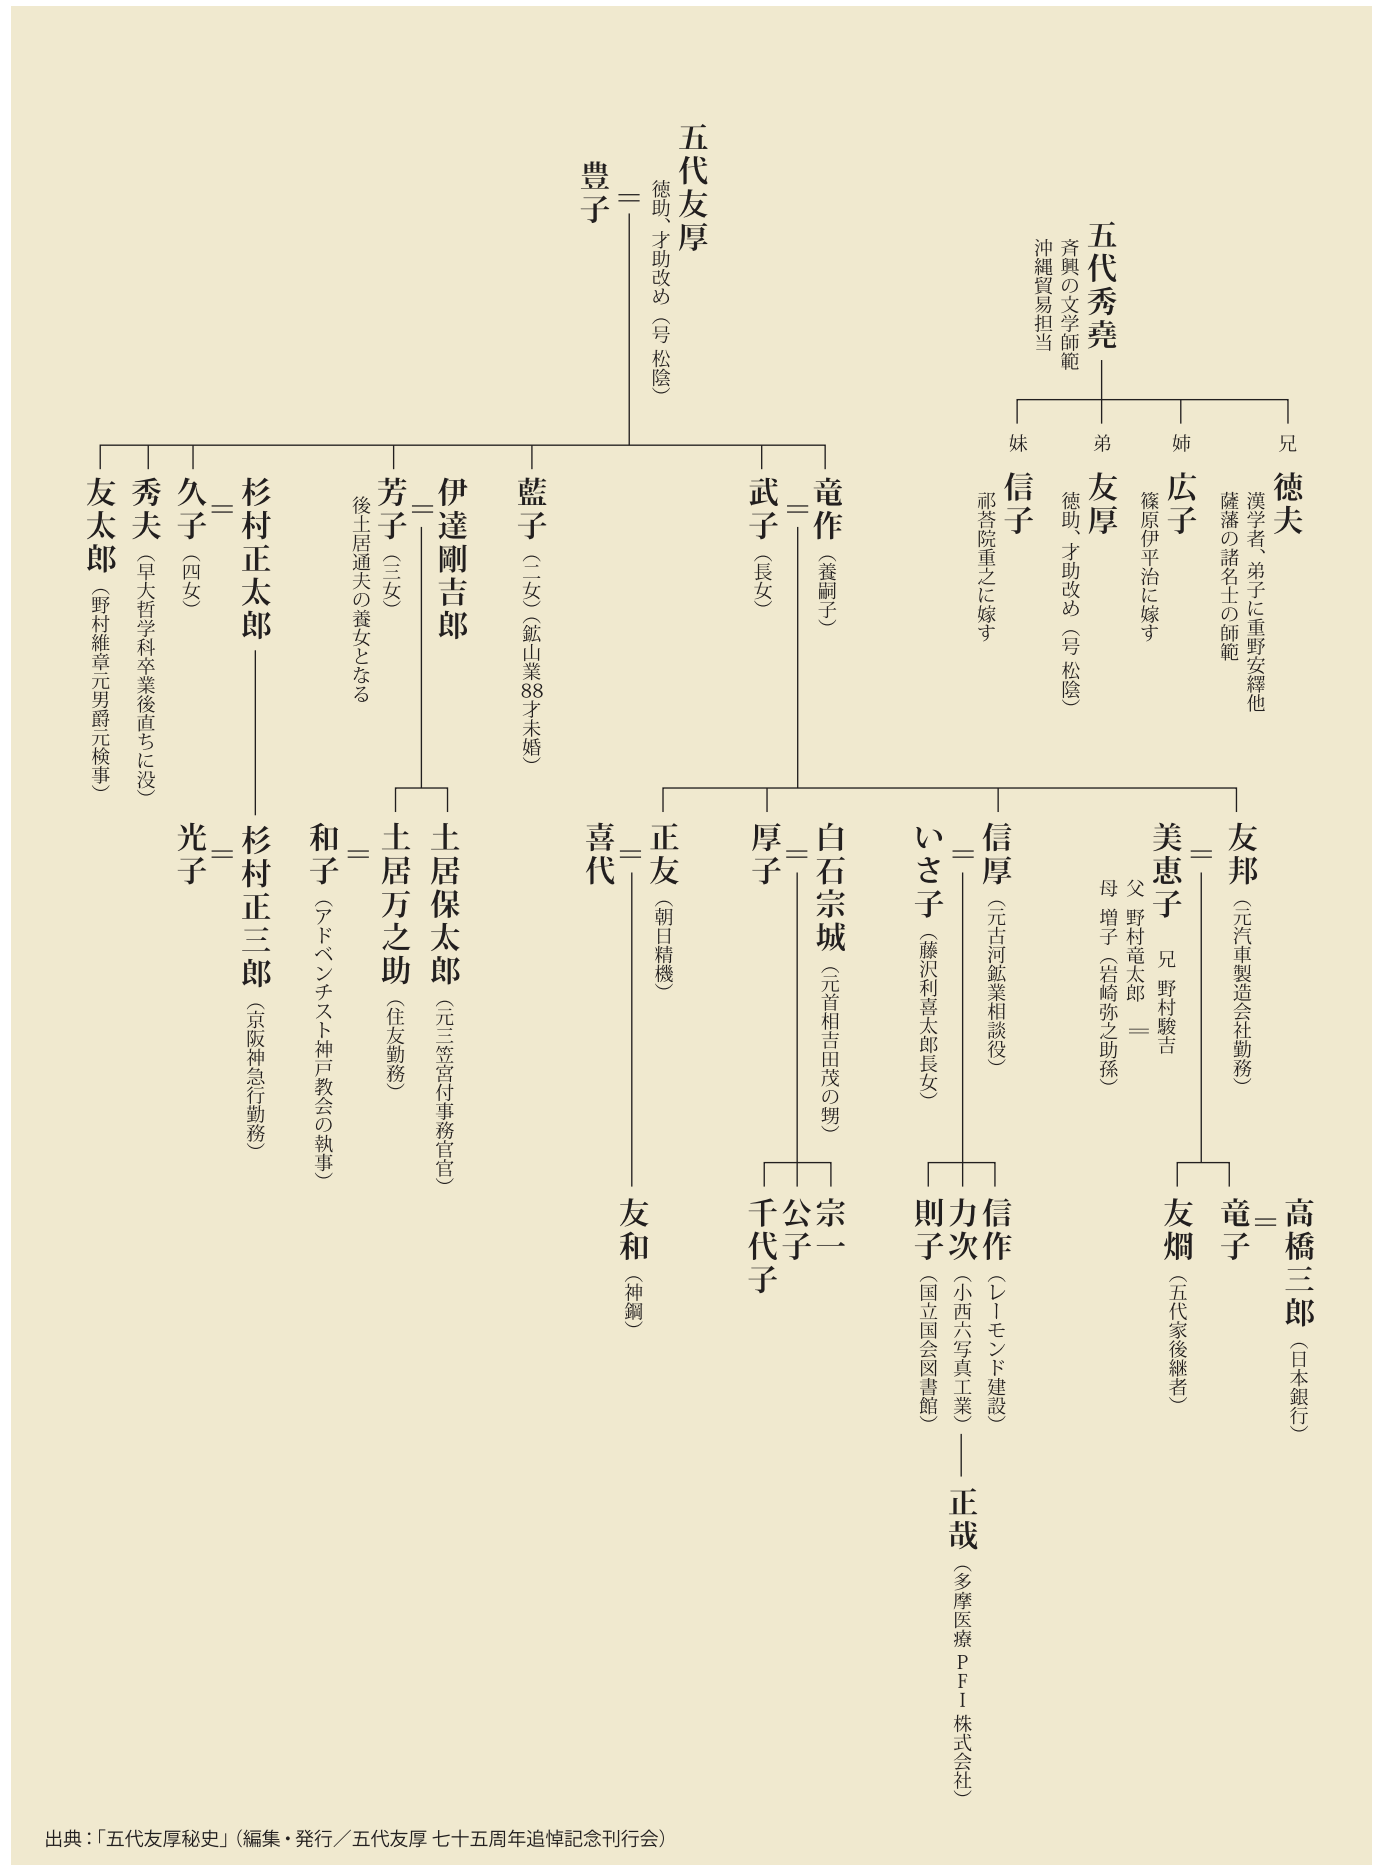 五代秀堯
斉興の文学師範
沖縄貿易担当
兄
徳夫
漢学者、弟子に重野安繹他
薩藩の諸名士の師範
姉
広子
篠原伊平治に嫁す
弟
友厚
徳助、才助改め（号 松陰）
妹
信子
祁荅院重之に嫁す
五代友厚
徳助、才助改め（号 松陰）
＝
豊子
竜作（養嗣子）
＝
武子（長女）
藍子（二女）（鉱山業88才未婚）
伊達剛吉郎
＝
芳子（三女）
後土居通夫の養女となる
杉村正太郎
＝
久子（四女）
秀夫（早大哲学科卒業後直ちに没）
友太郎（野村維章元男爵元検事）
友邦（元汽車製造会社勤務）
＝
美恵子
兄 野村駿吉
父 野村竜太郎
＝
母 増子（岩崎弥之助孫）
信厚（元古河鉱業相談役）
＝
いさ子（藤沢利喜太郎長女）
白石宗城（元首相吉田茂の甥）
＝
厚子
正友（朝日精機）
＝
喜代
土居保太郎（元三笠宮付事務官官）
土居万之助（住友勤務）
＝
和子（アドベンチスト神戸教会の執事）
杉村正三郎（京阪神急行勤務）
＝
光子
高橋三郎（日本銀行）
＝
竜子
友燗（五代家後継者）
信作（レーモンド建設）
力次（小西六写真工業）
則子（国立国会図書館）
宗一
公子
千代子
友和（神鋼）
正哉（多摩医療PFI株式会社）
出典：「五代友厚秘史」（編集・発行／五代友厚 七十五周年追悼記念刊行会）